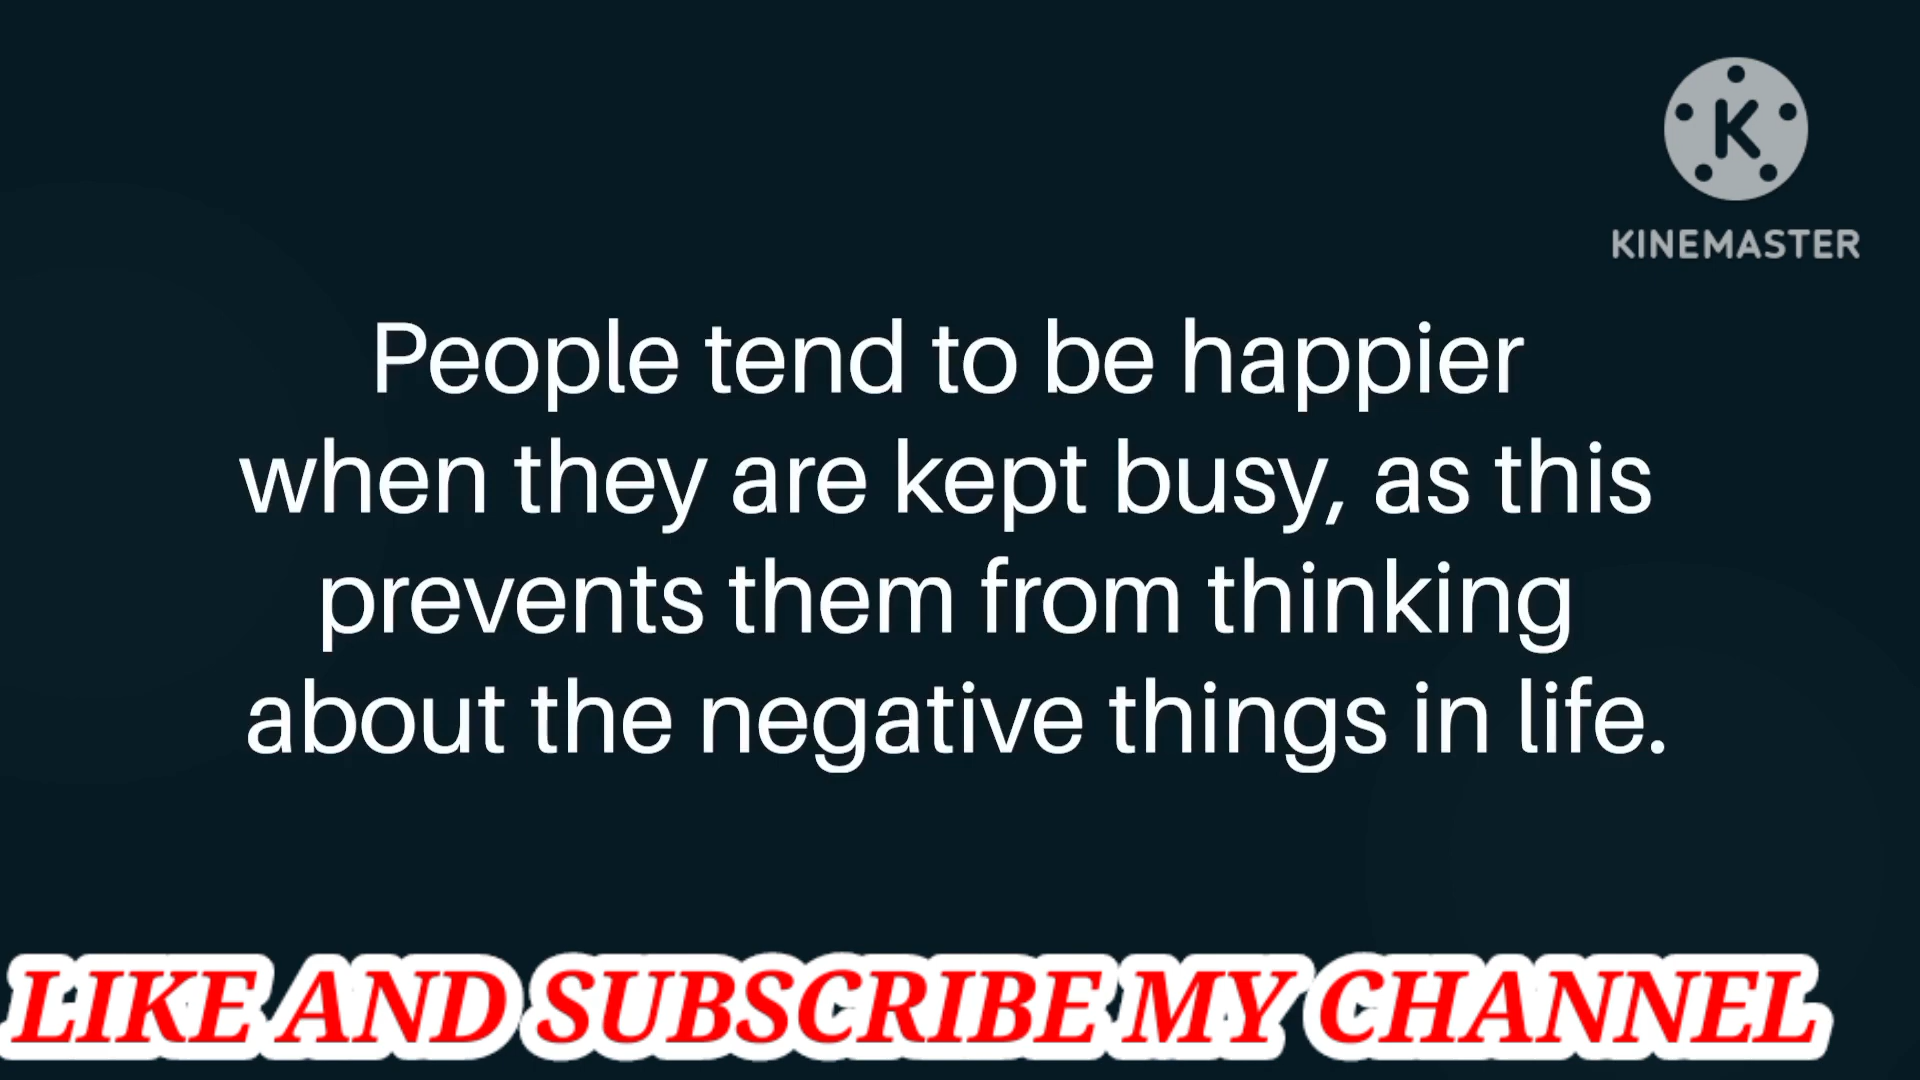 K
KINEMASTER
People tend to be happier
when they are kept busy, as this
prevents them from thinking
about the negative things in life.
LIKE AND SUBSCRIBE MY CHANNEL